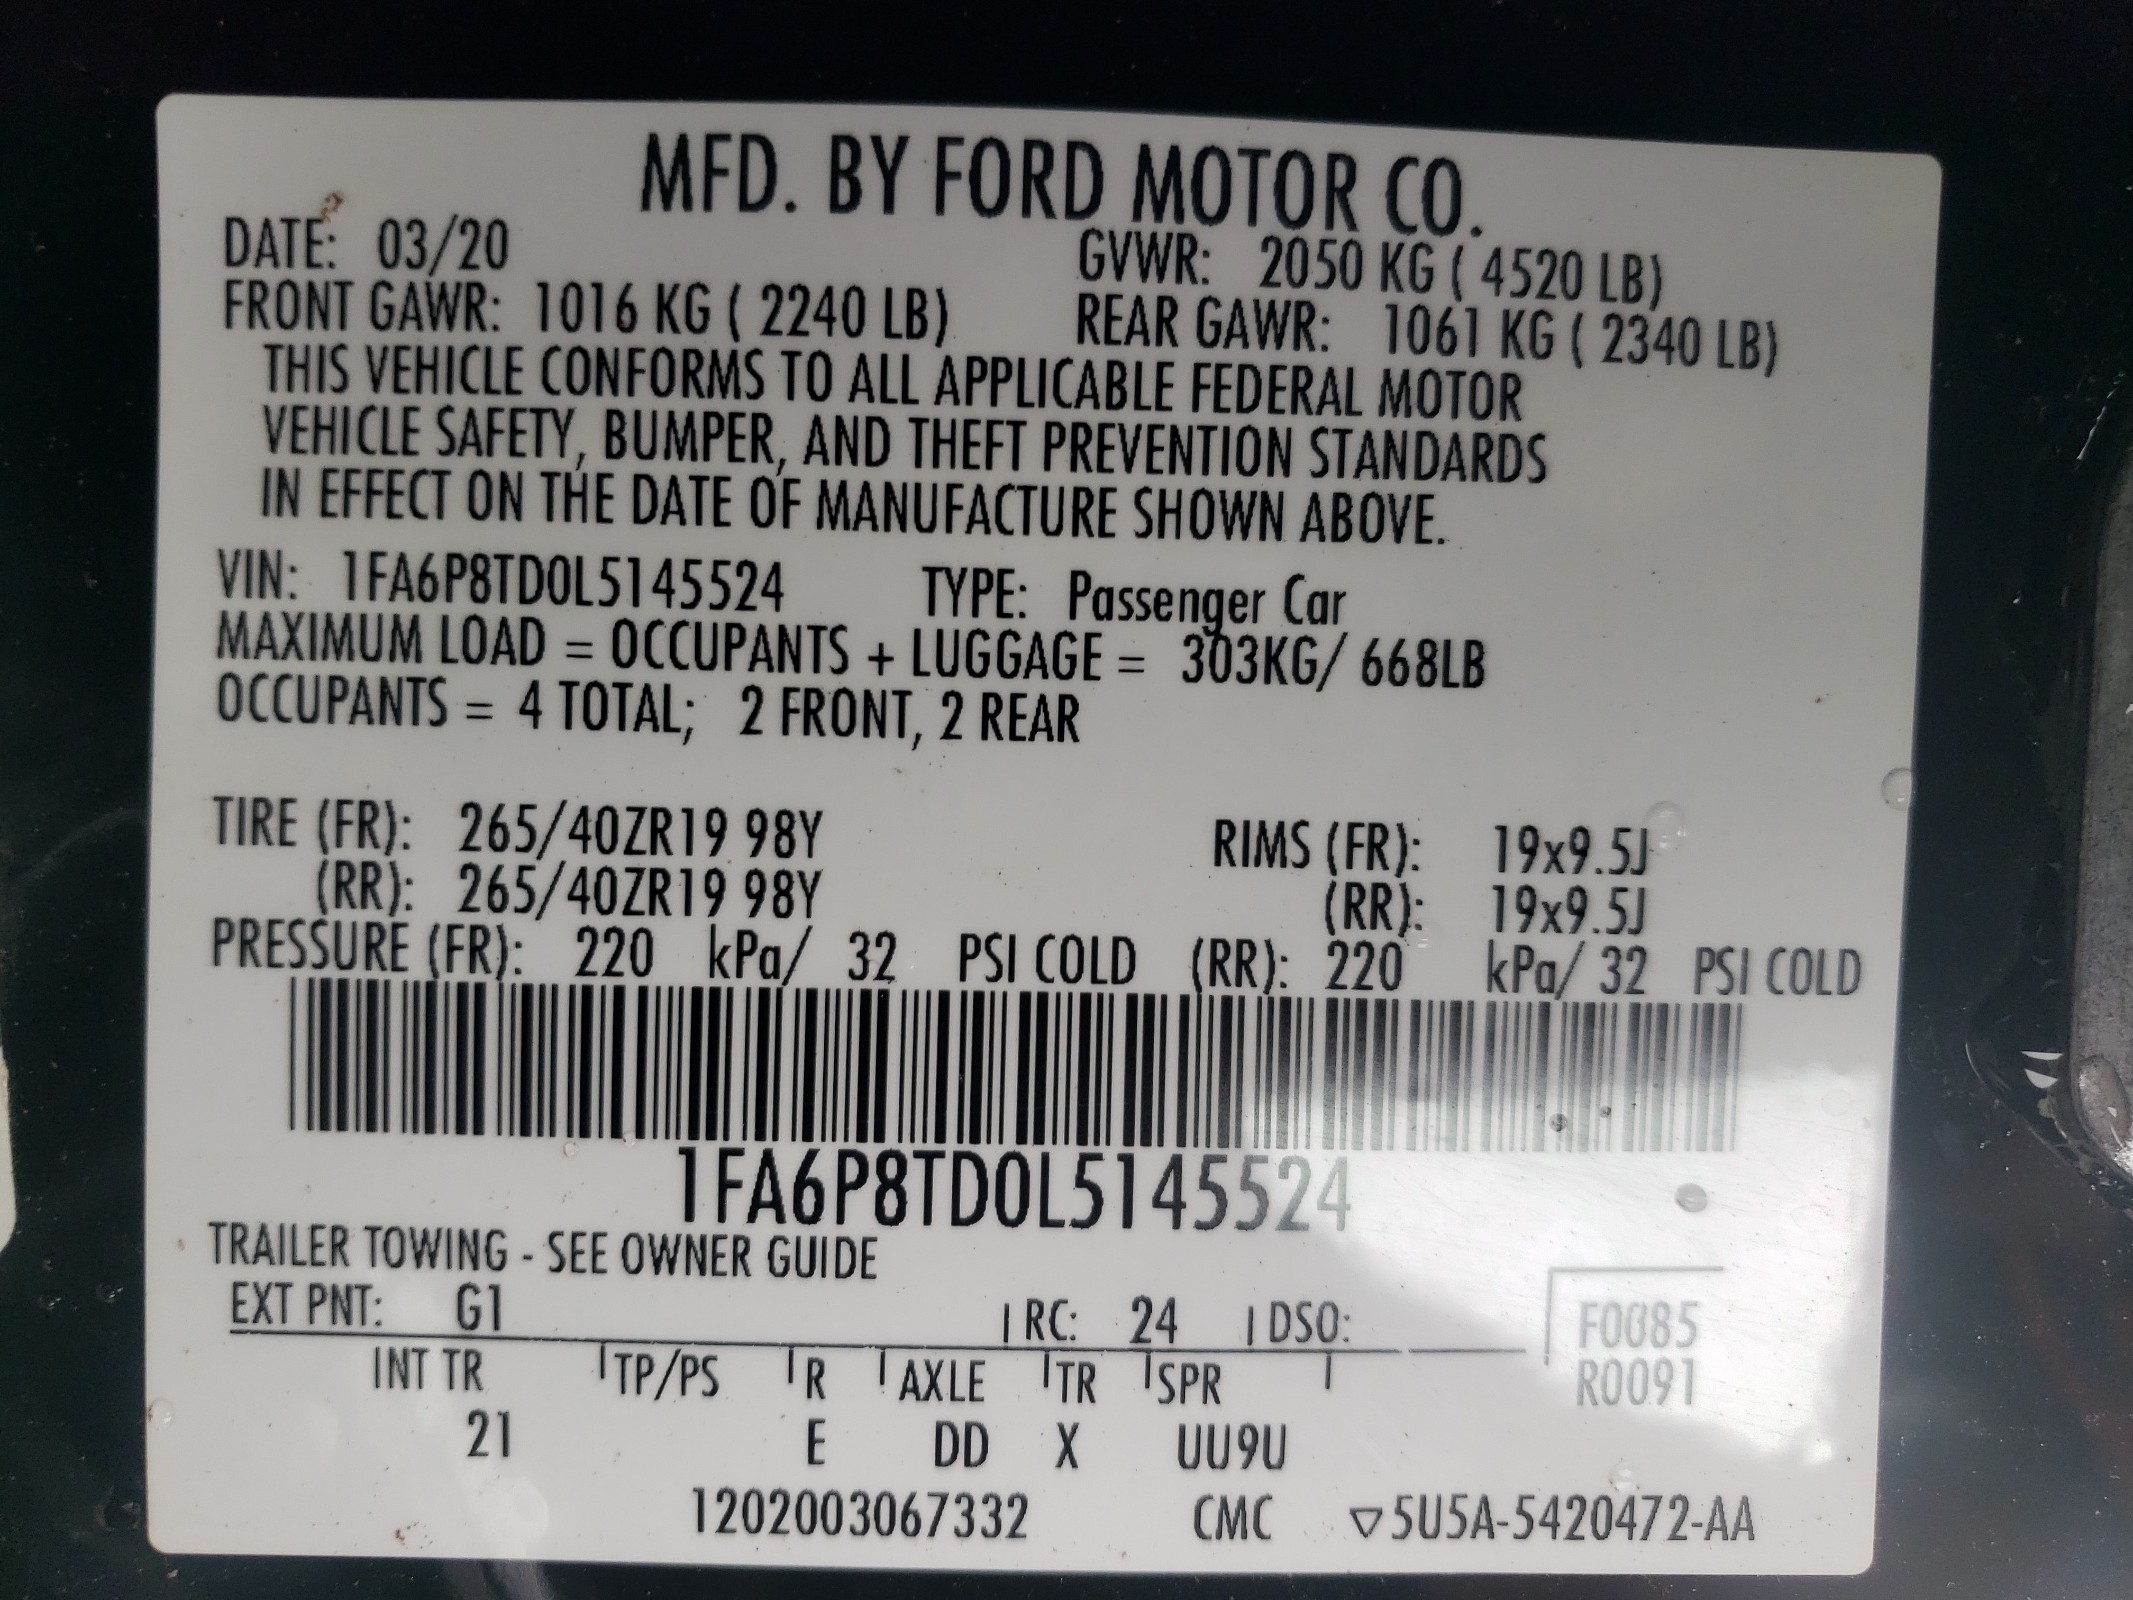 MFD. BY FORD MOTOR CO.
DATE: 03/20 GVWR: 2050 KG ( 4520 LB)
FRONT GAWR: 1016 KG ( 2240 LB) REAR GAWR: 1061 KG ( 2340 LB)
THIS VEHICLE CONFORMS TO ALL APPLICABLE FEDERAL MOTOR
VEHICLE SAFETY, BUMPER, AND THEFT PREVENTION STANDARDS
IN EFFECT ON THE DATE OF MANUFACTURE SHOWN ABOVE.
VIN: 1FA6P8TD0L5145524 TYPE: Passenger Car
MAXIMUM LOAD = OCCUPANTS + LUGGAGE = 303KG/ 668LB
OCCUPANTS = 4 TOTAL; 2 FRONT, 2 REAR
TIRE (FR): 265/40ZR19 98Y RIMS (FR): 19x9.5J
(RR): 265/40ZR19 98Y (RR): 19x9.5J
PRESSURE (FR): 220 kPa/ 32 PSI COLD (RR): 220 kPa/ 32 PSI COLD
1FA6P8TD0L5145524
TRAILER TOWING - SEE OWNER GUIDE
EXT PNT: G1 RC: 24 DSO: F0085
R0091
INT TR TP/PS R AXLE TR SPR
21 E DD X UU9U
1202003067332 CMC ▽5U5A-5420472-AA